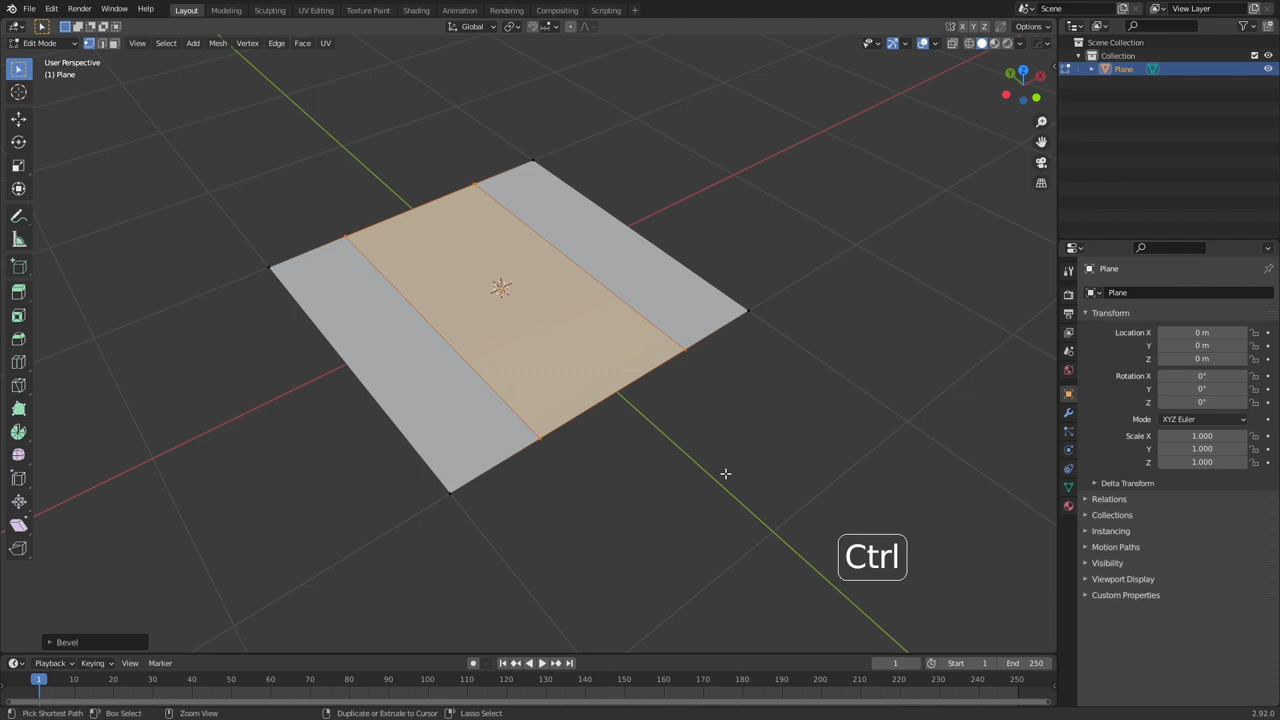 File Edit Render Window Help Layout Modeling Sculpting UV Editing Texture Paint Shading Animation Rendering Compositing Scripting + Scene View Layer
Global X Y Z Options
Edit Mode View Select Add Mesh Vertex Edge Face UV
Scene Collection
Collection
Plane
User Perspective
(1) Plane
Z
Y
X
Plane
Plane
Transform
Location X 0 m
Y 0 m
Z 0 m
Rotation X 0°
Y 0°
Z 0°
Mode XYZ Euler
Scale X 1.000
Y 1.000
Z 1.000
Delta Transform
Relations
Collections
Instancing
Motion Paths
Visibility
Viewport Display
Custom Properties
Ctrl
Bevel
Playback Keying View Marker 1 Start 1 End 250
1 10 20 30 40 50 60 70 80 90 100 110 120 130 140 150 160 170 180 190 200 210 220 230 240 250
Pick Shortest Path Box Select Zoom View Duplicate or Extrude to Cursor Lasso Select 2.92.0